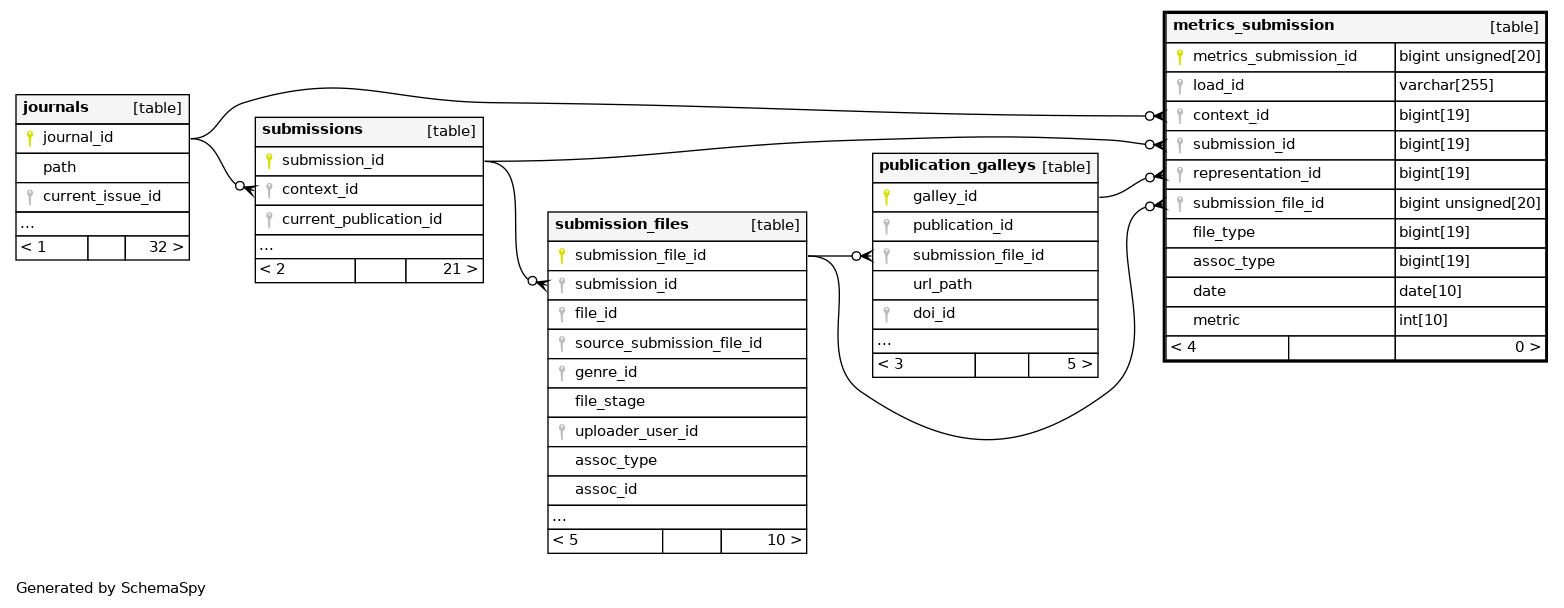 journals [table]
journal_id
path
current_issue_id
...
< 1 32 >
submissions [table]
submission_id
context_id
current_publication_id
...
< 2 21 >
submission_files [table]
submission_file_id
submission_id
file_id
source_submission_file_id
genre_id
file_stage
uploader_user_id
assoc_type
assoc_id
...
< 5 10 >
publication_galleys [table]
galley_id
publication_id
submission_file_id
url_path
doi_id
...
< 3 5 >
metrics_submission [table]
metrics_submission_id bigint unsigned[20]
load_id varchar[255]
context_id bigint[19]
submission_id bigint[19]
representation_id bigint[19]
submission_file_id bigint unsigned[20]
file_type bigint[19]
assoc_type bigint[19]
date date[10]
metric int[10]
< 4 0 >
Generated by SchemaSpy